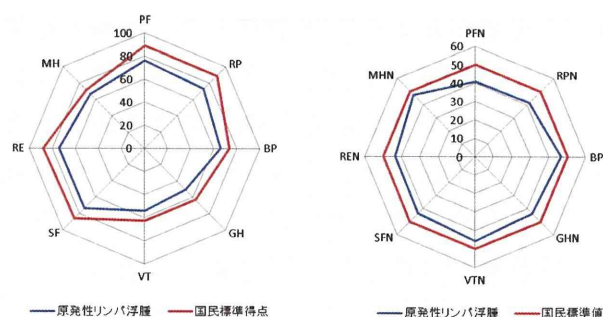 PF
100
80
60
40
20
0
RP
BP
GH
VT
SF
RE
MH
原発性リンパ浮腫 国民標準得点
PFN
60
50
40
30
20
10
0
RPN
BP
GHN
VTN
SFN
REN
MHN
原発性リンパ浮腫 国民標準値